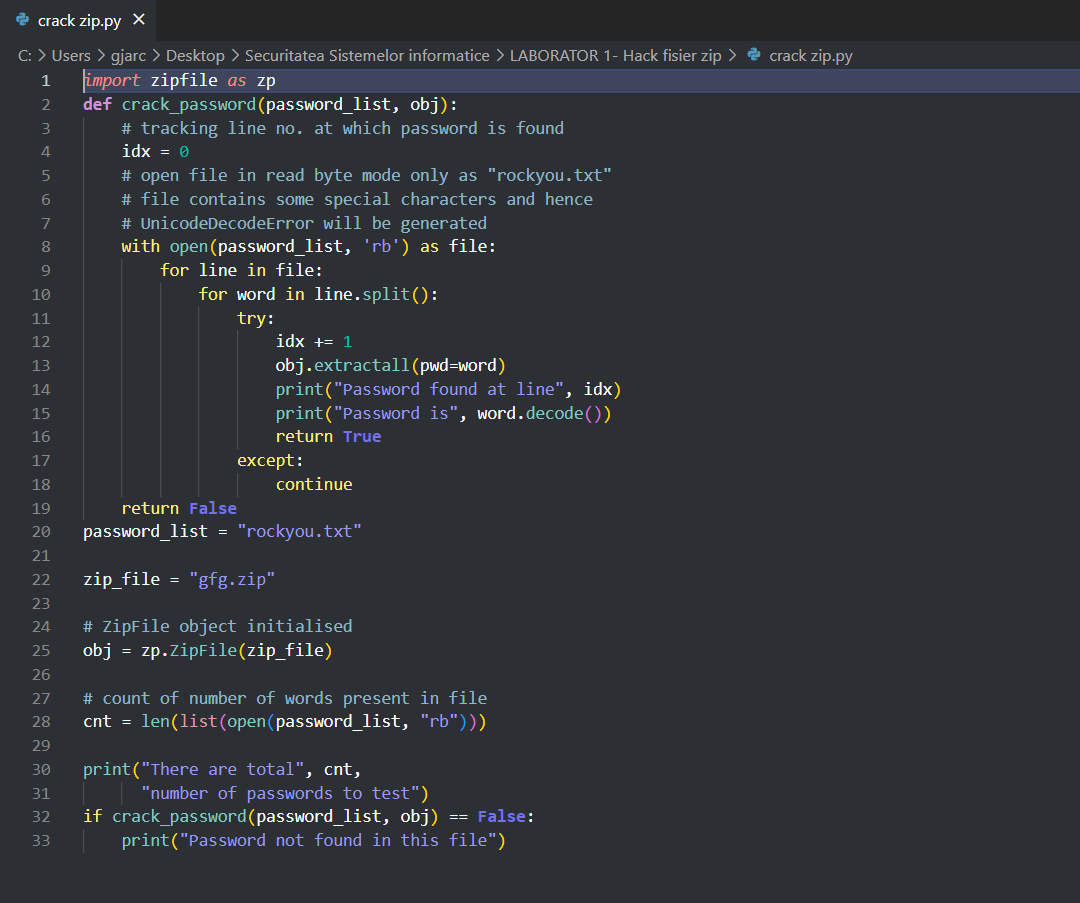 crack zip.py ×
C: > Users > gjarc > Desktop > Securitatea Sistemelor informatice > LABORATOR 1- Hack fisier zip > crack zip.py
1 import zipfile as zp
2 def crack_password(password_list, obj):
3     # tracking line no. at which password is found
4     idx = 0
5     # open file in read byte mode only as "rockyou.txt"
6     # file contains some special characters and hence
7     # UnicodeDecodeError will be generated
8     with open(password_list, 'rb') as file:
9         for line in file:
10             for word in line.split():
11                 try:
12                     idx += 1
13                     obj.extractall(pwd=word)
14                     print("Password found at line", idx)
15                     print("Password is", word.decode())
16                     return True
17                 except:
18                     continue
19     return False
20 password_list = "rockyou.txt"
21
22 zip_file = "gfg.zip"
23
24 # ZipFile object initialised
25 obj = zp.ZipFile(zip_file)
26
27 # count of number of words present in file
28 cnt = len(list(open(password_list, "rb")))
29
30 print("There are total", cnt,
31       "number of passwords to test")
32 if crack_password(password_list, obj) == False:
33     print("Password not found in this file")